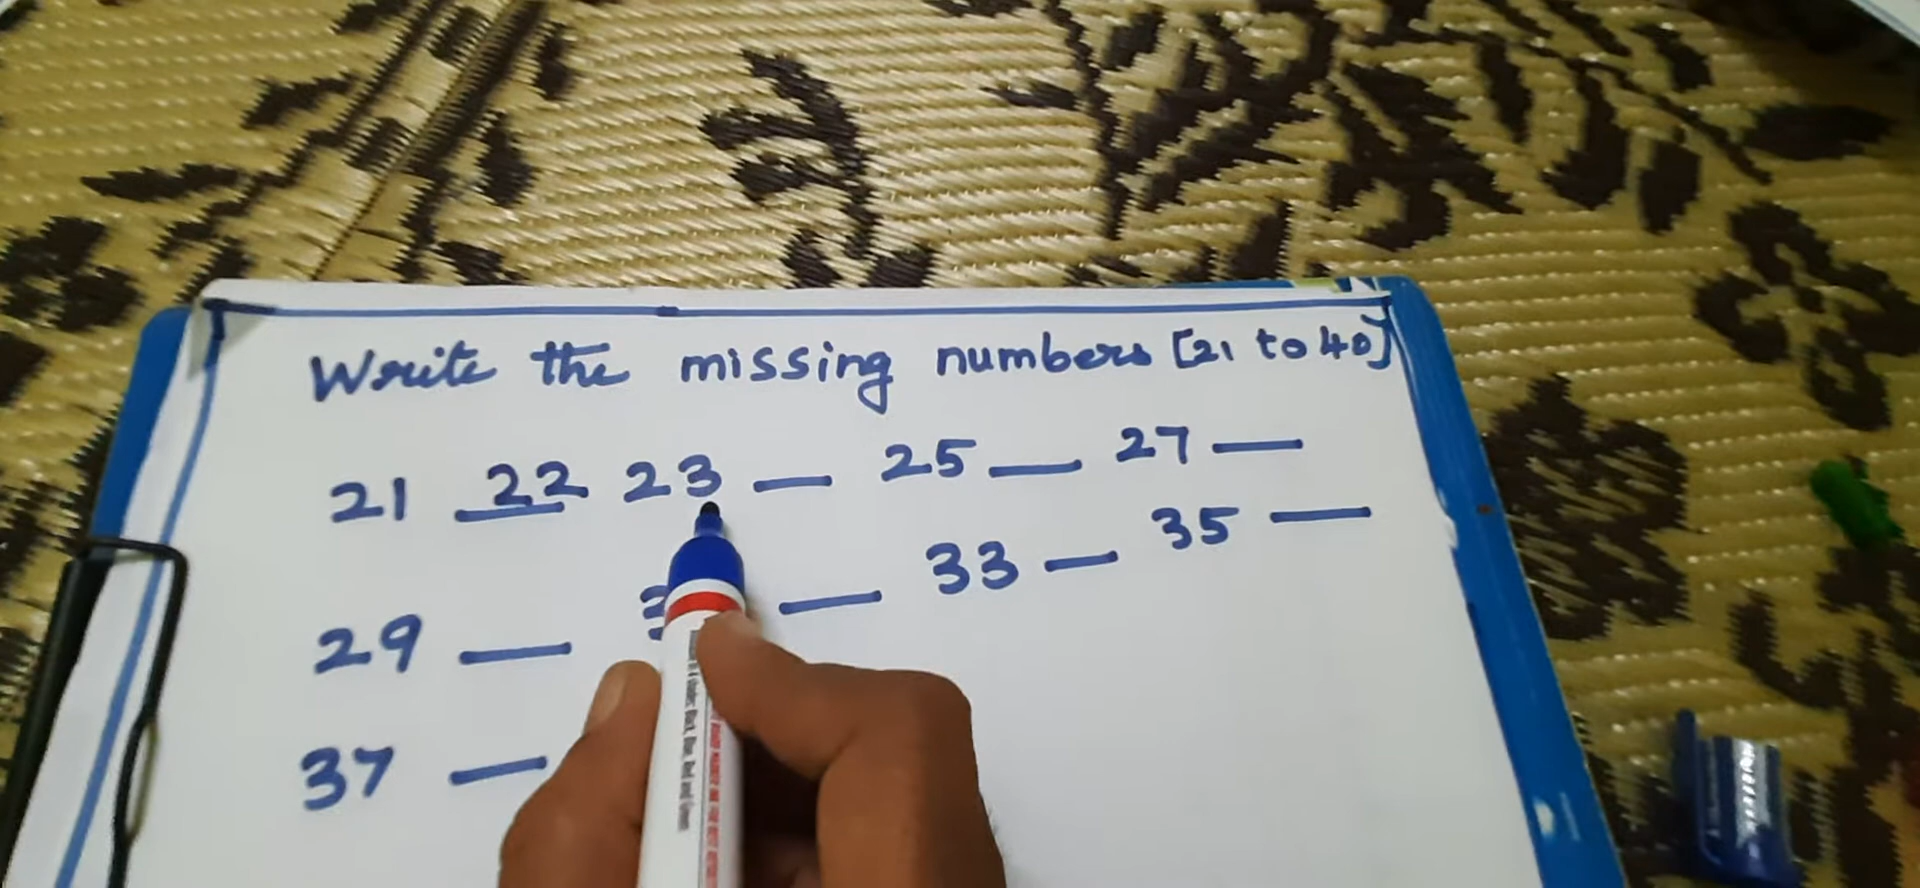 Write the missing numbers [21 to 40]
21 22 23 __ 25 __ 27 __
29 __ __ 33 __ 35 __
37 __